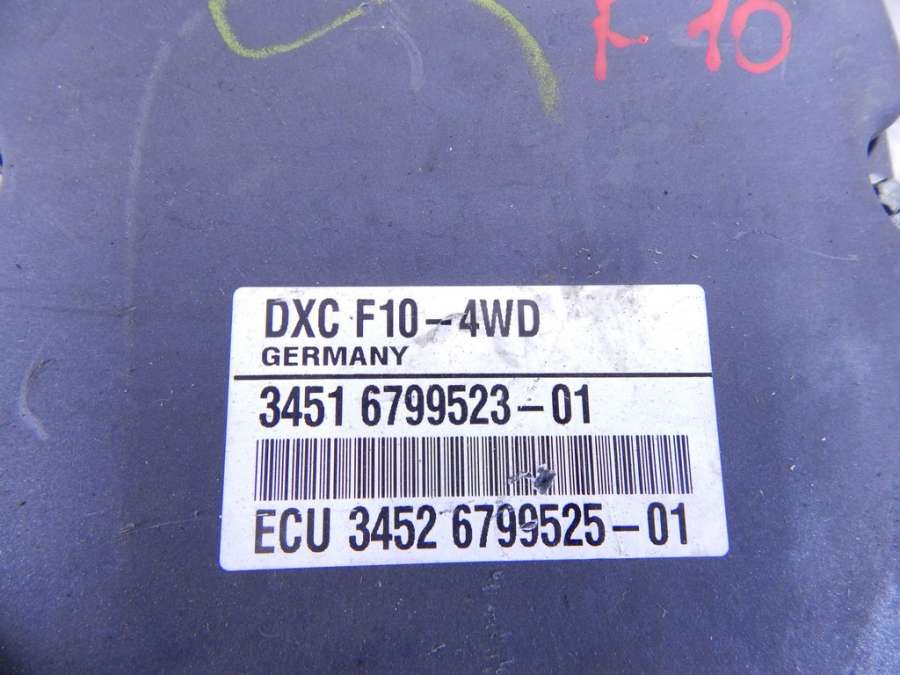 F 10
DXC F10-4WD
GERMANY
3451 6799523-01
ECU 3452 6799525-01